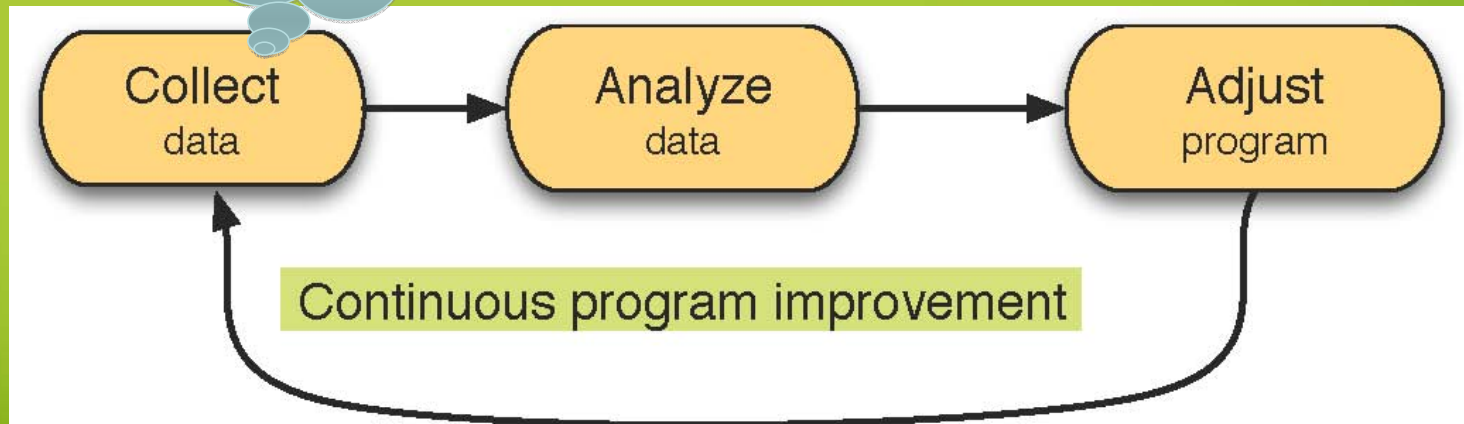 Collect
data
Analyze
data
Adjust
program
Continuous program improvement